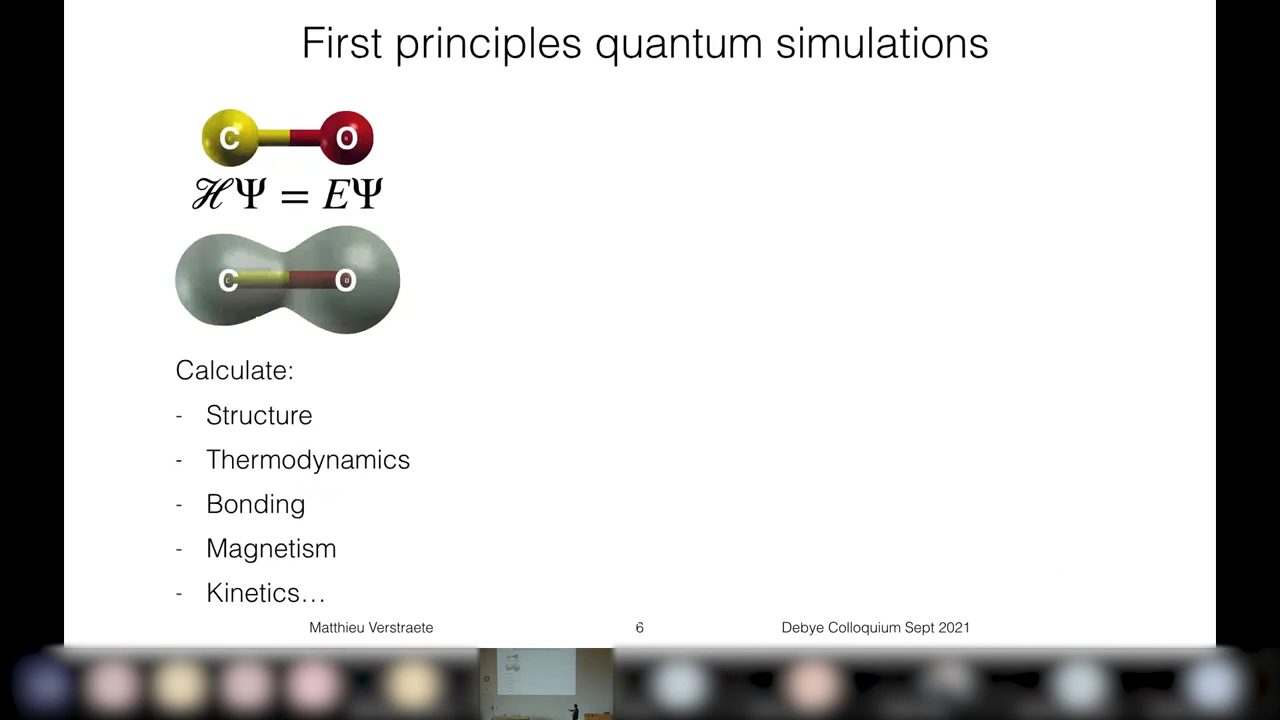 First principles quantum simulations
C O
ℋΨ = EΨ
C O
Calculate:
- Structure
- Thermodynamics
- Bonding
- Magnetism
- Kinetics…
Matthieu Verstraete 6 Debye Colloquium Sept 2021